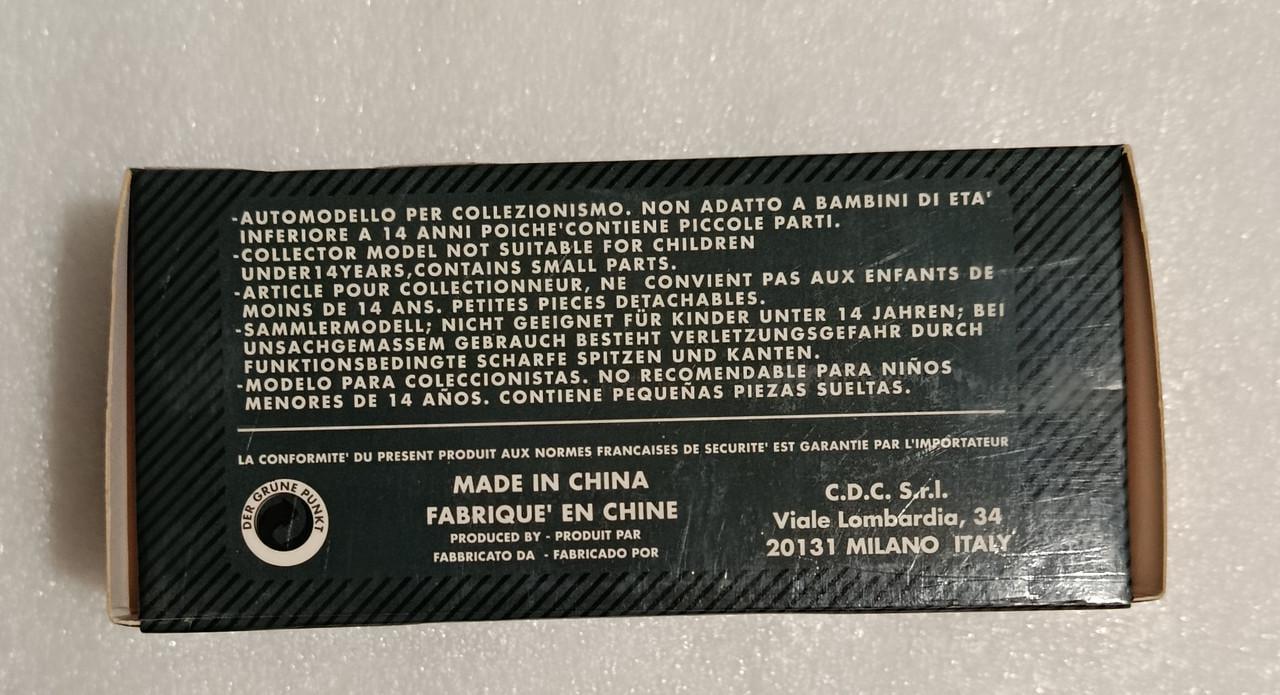 -AUTOMODELLO PER COLLEZIONISMO. NON ADATTO A BAMBINI DI ETA'
INFERIORE A 14 ANNI POICHE'CONTIENE PICCOLE PARTI.
-COLLECTOR MODEL NOT SUITABLE FOR CHILDREN
UNDER14YEARS,CONTAINS SMALL PARTS.
-ARTICLE POUR COLLECTIONNEUR, NE CONVIENT PAS AUX ENFANTS DE
MOINS DE 14 ANS. PETITES PIECES DETACHABLES.
-SAMMLERMODELL; NICHT GEEIGNET FÜR KINDER UNTER 14 JAHREN; BEI
UNSACHGEMASSEM GEBRAUCH BESTEHT VERLETZUNGSGEFAHR DURCH
FUNKTIONSBEDINGTE SCHARFE SPITZEN UND KANTEN.
-MODELO PARA COLECCIONISTAS. NO RECOMENDABLE PARA NIÑOS
MENORES DE 14 AÑOS. CONTIENE PEQUEÑAS PIEZAS SUELTAS.
LA CONFORMITE' DU PRESENT PRODUIT AUX NORMES FRANCAISES DE SECURITE' EST GARANTIE PAR L'IMPORTATEUR
DER GRÜNE PUNKT
MADE IN CHINA
FABRIQUE' EN CHINE
PRODUCED BY - PRODUIT PAR
FABBRICATO DA - FABRICADO POR
C.D.C. S.r.l.
Viale Lombardia, 34
20131 MILANO ITALY